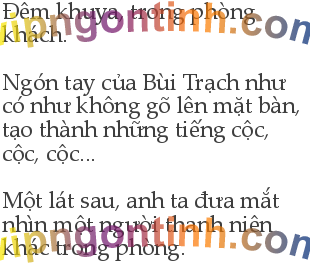 Đêm khuya, trong phòng
khách.
Ngón tay của Bùi Trạch như
có như không gõ lên mặt bàn,
tạo thành những tiếng cộc,
cộc, cộc...
Một lát sau, anh ta đưa mắt
nhìn một người thanh niên
khác trong phòng.
vipngontinh.com
vipngontinh.com